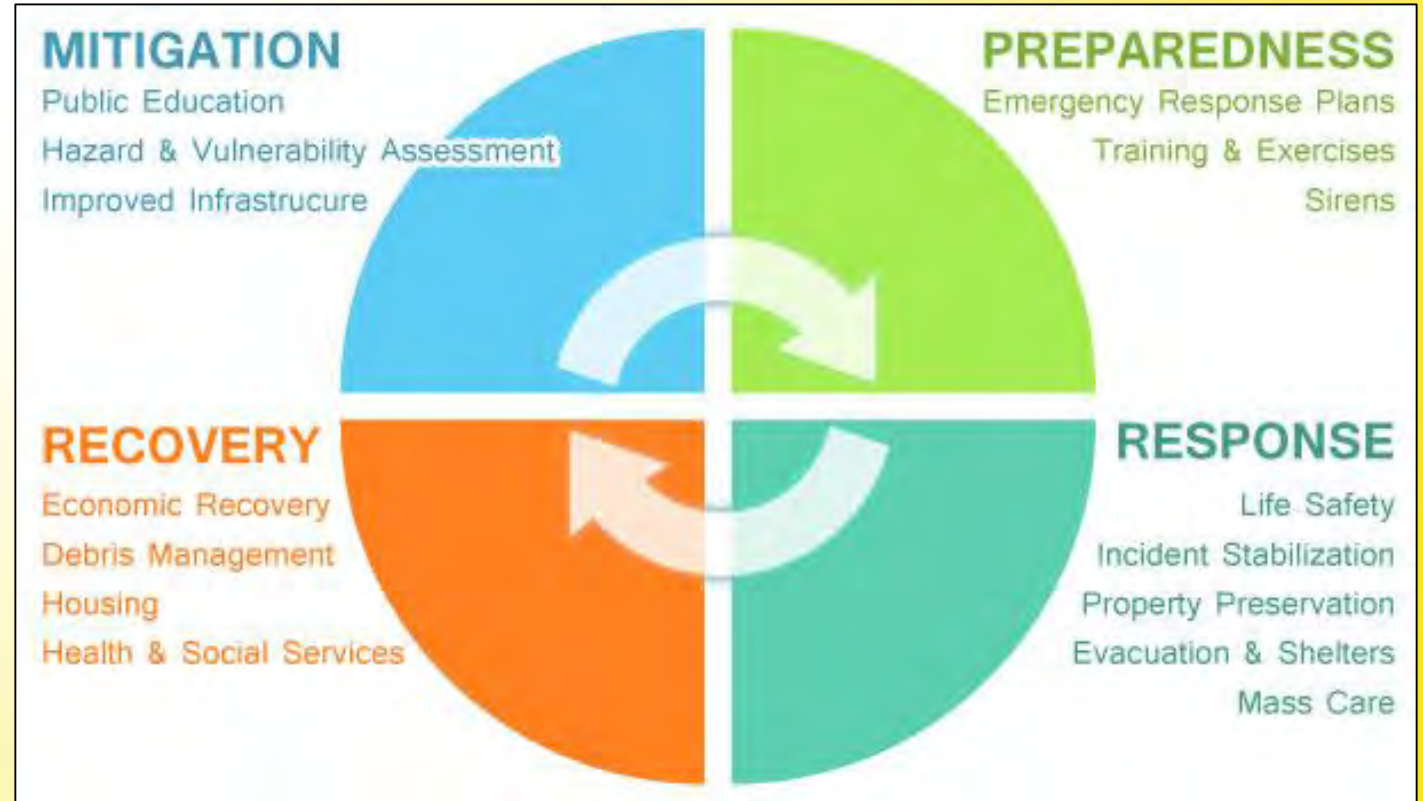 MITIGATION
Public Education
Hazard & Vulnerability Assessment
Improved Infrastrucure
PREPAREDNESS
Emergency Response Plans
Training & Exercises
Sirens
RECOVERY
Economic Recovery
Debris Management
Housing
Health & Social Services
RESPONSE
Life Safety
Incident Stabilization
Property Preservation
Evacuation & Shelters
Mass Care